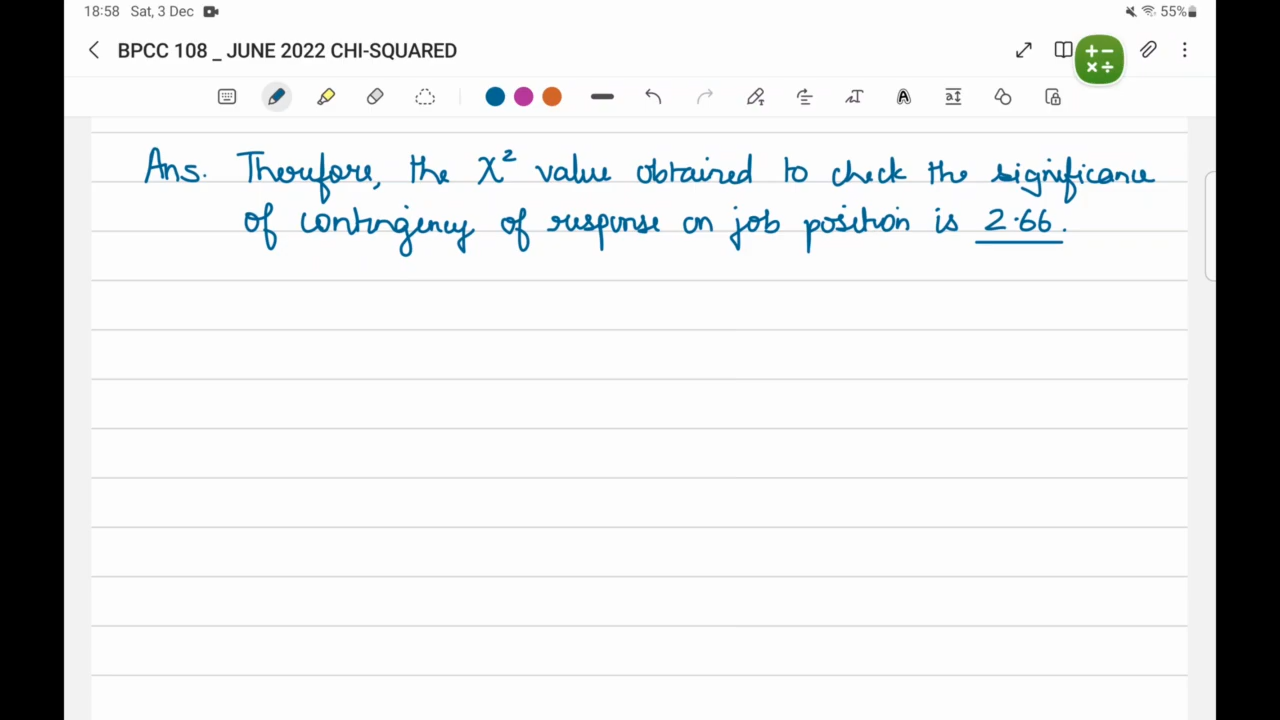 18:58 Sat, 3 Dec 55%
BPCC 108 _ JUNE 2022 CHI-SQUARED
Ans. Therefore, the χ² value obtained to check the significance
of contingency of response on job position is 2.66.